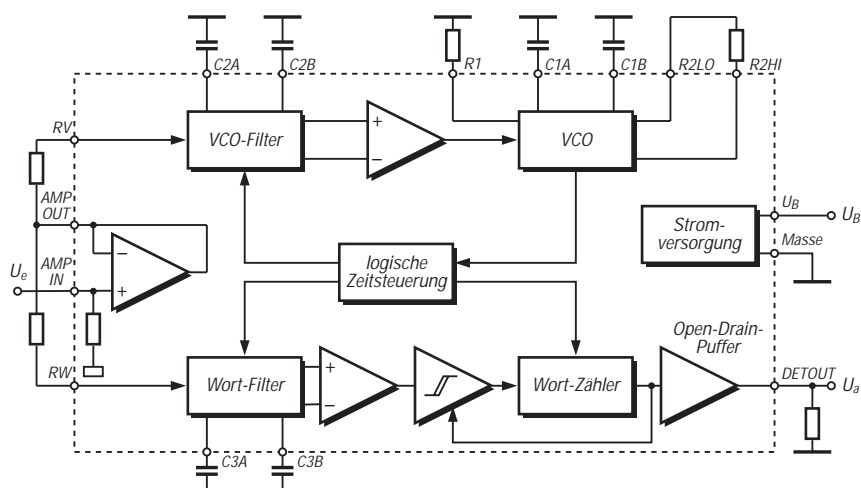 C2A
C2B
R1
C1A
C1B
R2LO
R2HI
RV
VCO-Filter
+
−
VCO
AMP
OUT
U_B
U_B
Strom-
versorgung
Masse
U_e
AMP
IN
−
+
logische
Zeitsteuerung
Open-Drain-
Puffer
RW
Wort-Filter
+
−
Wort-Zähler
DETOUT
U_a
C3A
C3B